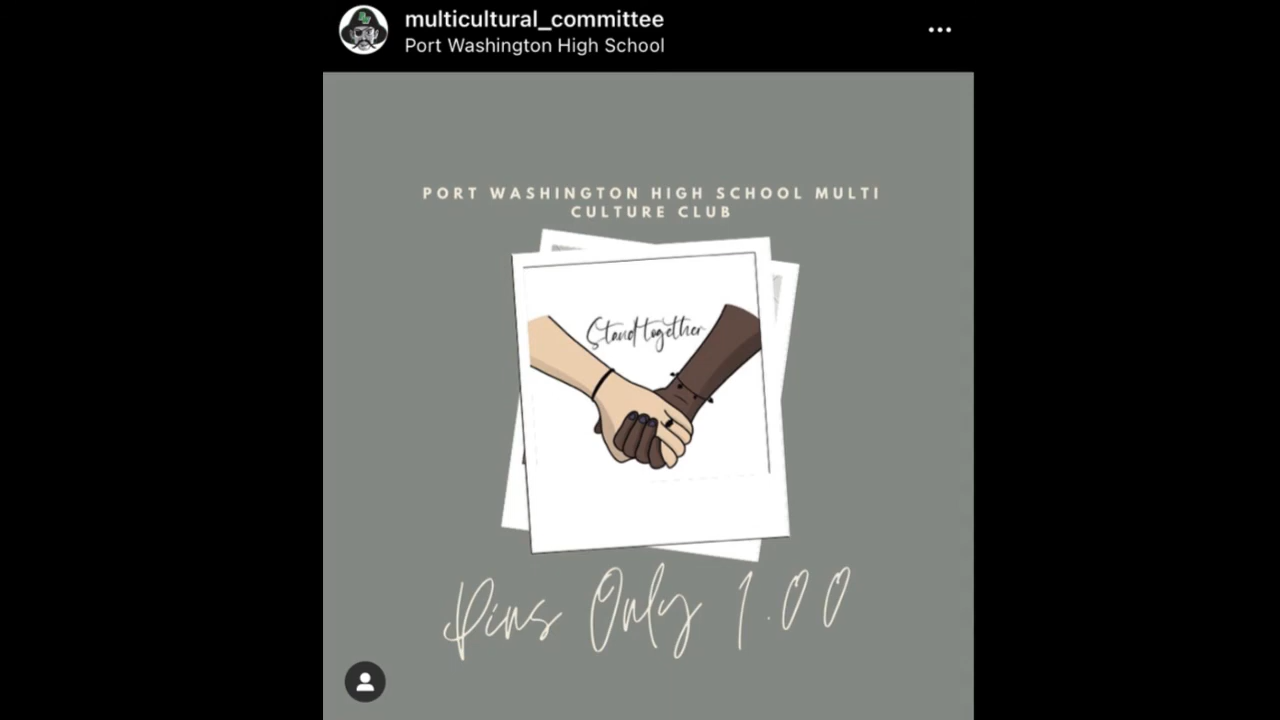 multicultural_committee
Port Washington High School
PORT WASHINGTON HIGH SCHOOL MULTI
CULTURE CLUB
Stand together
Pins Only 1.00